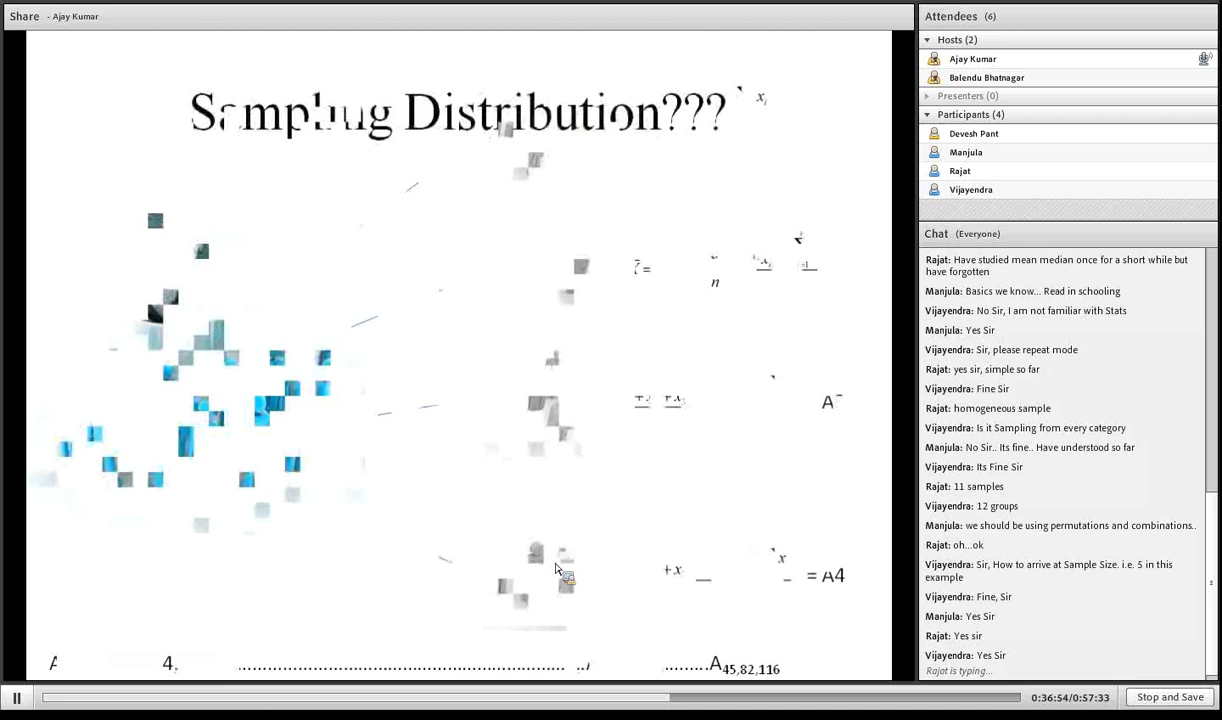 Share - Ajay Kumar
Sampling Distribution???
x_i
=
n
A
+x
x
= A4
A
4,
.........A45,82,116
Attendees (6)
Hosts (2)
Ajay Kumar
Balendu Bhatnagar
Presenters (0)
Participants (4)
Devesh Pant
Manjula
Rajat
Vijayendra
Chat (Everyone)
Rajat: Have studied mean median once for a short while but
have forgotten
Manjula: Basics we know... Read in schooling
Vijayendra: No Sir, I am not familiar with Stats
Manjula: Yes Sir
Vijayendra: Sir, please repeat mode
Rajat: yes sir, simple so far
Vijayendra: Fine Sir
Rajat: homogeneous sample
Vijayendra: Is it Sampling from every category
Manjula: No Sir.. Its fine.. Have understood so far
Vijayendra: Its Fine Sir
Rajat: 11 samples
Vijayendra: 12 groups
Manjula: we should be using permutations and combinations..
Rajat: oh...ok
Vijayendra: Sir, How to arrive at Sample Size. i.e. 5 in this
example
Vijayendra: Fine, Sir
Manjula: Yes Sir
Rajat: Yes sir
Vijayendra: Yes Sir
Rajat is typing...
0:36:54/0:57:33
Stop and Save